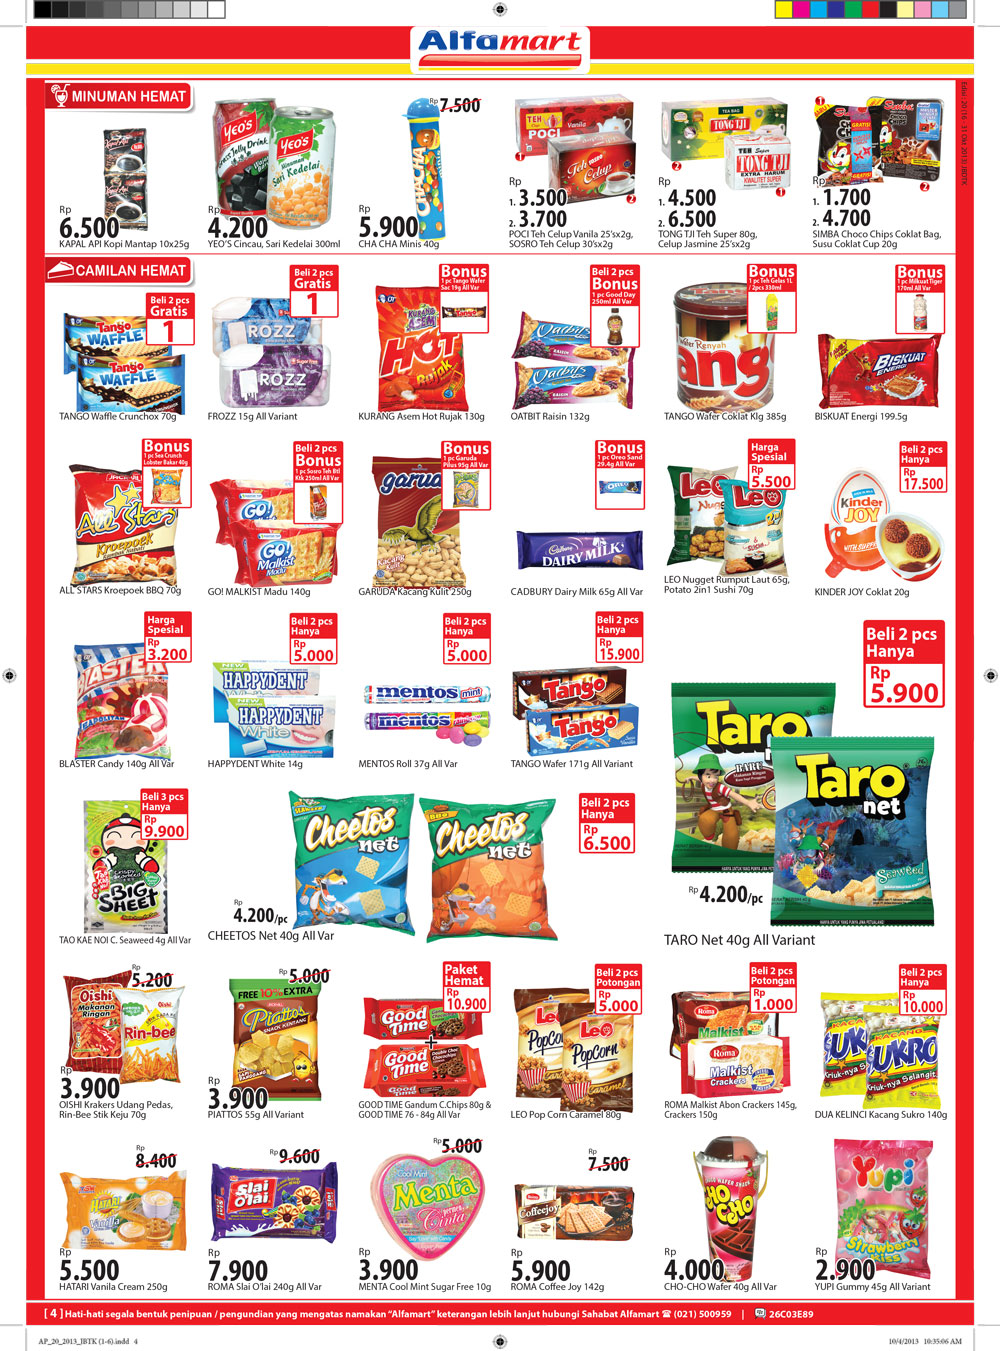 Alfamart
MINUMAN HEMAT
Rp
6.500
KAPAL API Kopi Mantap 10x25g
Rp
4.200
YEO'S Cincau, Sari Kedelai 300ml
Rp 7.500
Rp
5.900
CHA CHA Minis 40g
Rp
1. 3.500
2. 3.700
POCI Teh Celup Vanila 25'sx2g,
SOSRO Teh Celup 30'sx2g
Rp
1. 4.500
2. 6.500
TONG TJI Teh Super 80g,
Celup Jasmine 25'sx2g
Rp
1. 1.700
2. 4.700
SIMBA Choco Chips Coklat Bag,
Susu Coklat Cup 20g
CAMILAN HEMAT
Beli 2 pcs
Gratis
1
TANGO Waffle Crunchox 70g
Beli 2 pcs
Gratis
1
FROZZ 15g All Variant
Bonus
1 pc Tango Wafer
Sac 19g All Var
KURANG Asem Hot Rujak 130g
Beli 2 pcs
Bonus
1 pc Good Day
250ml All Var
OATBIT Raisin 132g
Bonus
1 pc Teh Gelas 1L
/2pcs 330ml
TANGO Wafer Coklat Klg 385g
Bonus
1 pc Milkuat Tiger
170ml All Var
BISKUAT Energi 199.5g
Bonus
1 pc Sea Crunch
Lobster Bakar 40g
ALL STARS Kroepoek BBQ 70g
Beli 2 pcs
Bonus
1 pc Sosro Teh Btl
Ktk 250ml All Var
GO! MALKIST Madu 140g
Bonus
1 pc Garuda
Pilus 95g All Var
GARUDA Kacang Kulit 250g
Bonus
1 pc Oreo Sand
29.4g All Var
CADBURY Dairy Milk 65g All Var
Harga
Spesial
Rp
5.500
LEO Nugget Rumput Laut 65g,
Potato 2in1 Sushi 70g
Beli 2 pcs
Hanya
Rp
17.500
KINDER JOY Coklat 20g
Harga
Spesial
Rp
3.200
BLASTER Candy 140g All Var
Beli 2 pcs
Hanya
Rp
5.000
HAPPYDENT White 14g
Beli 2 pcs
Hanya
Rp
5.000
MENTOS Roll 37g All Var
Beli 2 pcs
Hanya
Rp
15.900
TANGO Wafer 171g All Variant
Beli 2 pcs
Hanya
Rp
5.900
Rp 4.200/pc
TARO Net 40g All Variant
Beli 3 pcs
Hanya
Rp
9.900
TAO KAE NOI C. Seaweed 4g All Var
Beli 2 pcs
Hanya
Rp
6.500
Rp
4.200/pc
CHEETOS Net 40g All Var
Rp 5.200
Rp
3.900
OISHI Krakers Udang Pedas,
Rin-Bee Stik Keju 70g
Rp 5.000
Rp
3.900
PIATTOS 55g All Variant
Paket
Hemat
Rp
10.900
GOOD TIME Gandum C.Chips 80g &
GOOD TIME 76 - 84g All Var
Beli 2 pcs
Potongan
Rp
5.000
LEO Pop Corn Caramel 80g
Beli 2 pcs
Potongan
Rp
1.000
ROMA Malkist Abon Crackers 145g,
Crackers 150g
Beli 2 pcs
Hanya
Rp
10.000
DUA KELINCI Kacang Sukro 140g
Rp
8.400
Rp
5.500
HATARI Vanila Cream 250g
Rp 9.600
Rp
7.900
ROMA Slai O'lai 240g All Var
Rp
5.000
Rp
3.900
MENTA Cool Mint Sugar Free 10g
Rp
7.500
Rp
5.900
ROMA Coffee Joy 142g
Rp
4.000
CHO-CHO Wafer 40g All Var
Rp
2.900
YUPI Gummy 45g All Variant
[ 4 ] Hati-hati segala bentuk penipuan / pengundian yang mengatas namakan "Alfamart" keterangan lebih lanjut hubungi Sahabat Alfamart ☎ (021) 500959 | 26C03E89
AP_20_2013_IBTK (1-6).indd 4
10/4/2013 10:35:06 AM